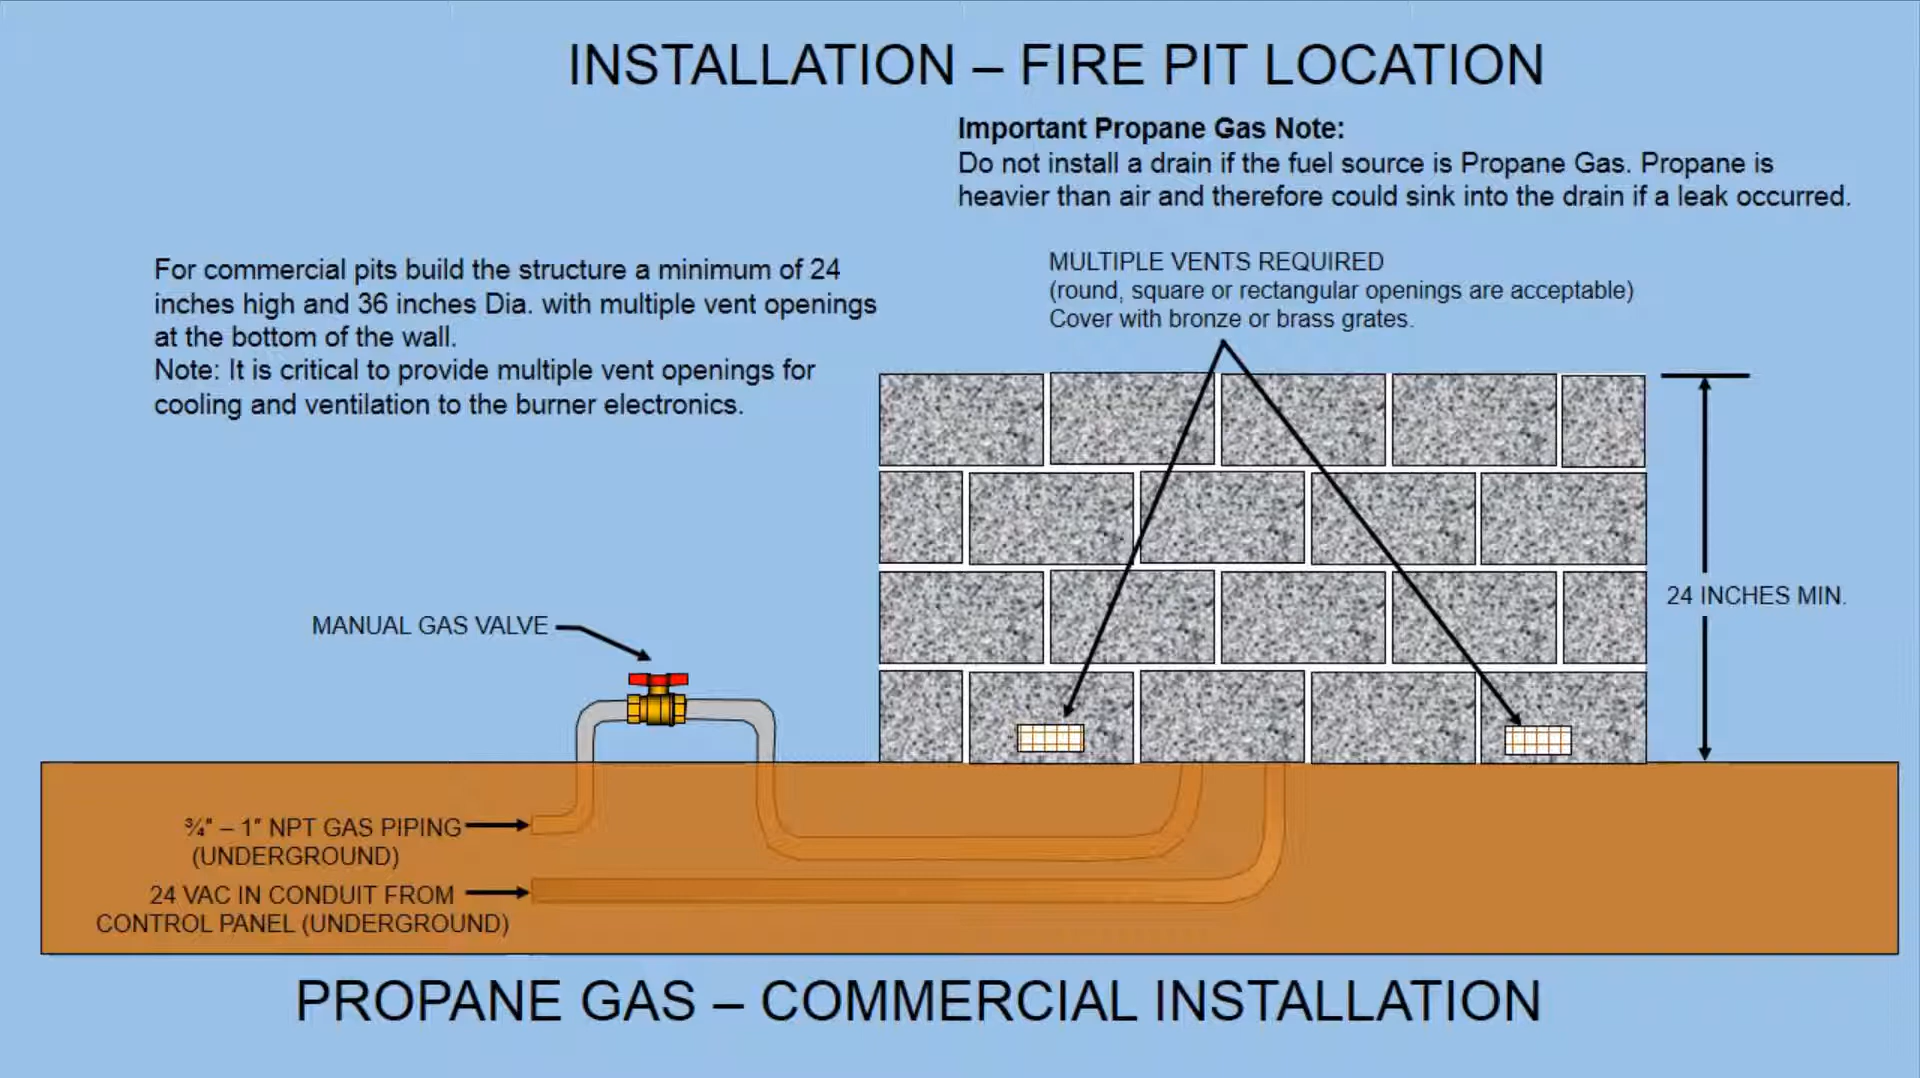 INSTALLATION – FIRE PIT LOCATION
Important Propane Gas Note:
Do not install a drain if the fuel source is Propane Gas. Propane is
heavier than air and therefore could sink into the drain if a leak occurred.
For commercial pits build the structure a minimum of 24
inches high and 36 inches Dia. with multiple vent openings
at the bottom of the wall.
Note: It is critical to provide multiple vent openings for
cooling and ventilation to the burner electronics.
MULTIPLE VENTS REQUIRED
(round, square or rectangular openings are acceptable)
Cover with bronze or brass grates.
24 INCHES MIN.
MANUAL GAS VALVE
¾" – 1" NPT GAS PIPING
(UNDERGROUND)
24 VAC IN CONDUIT FROM
CONTROL PANEL (UNDERGROUND)
PROPANE GAS – COMMERCIAL INSTALLATION